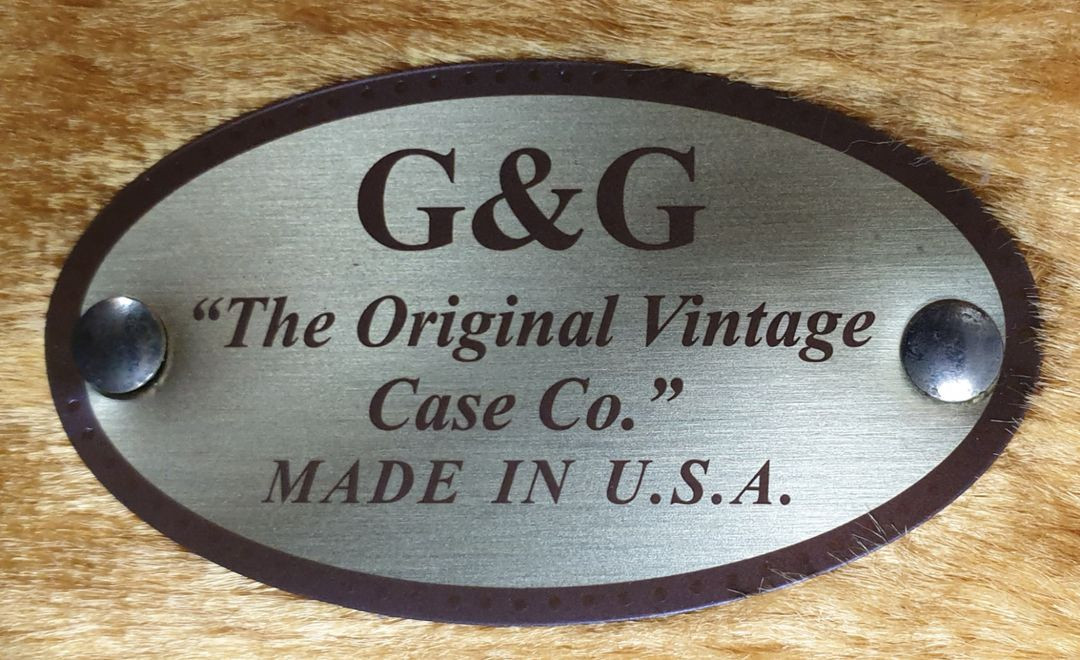 G&G
“The Original Vintage
Case Co.”
MADE IN U.S.A.